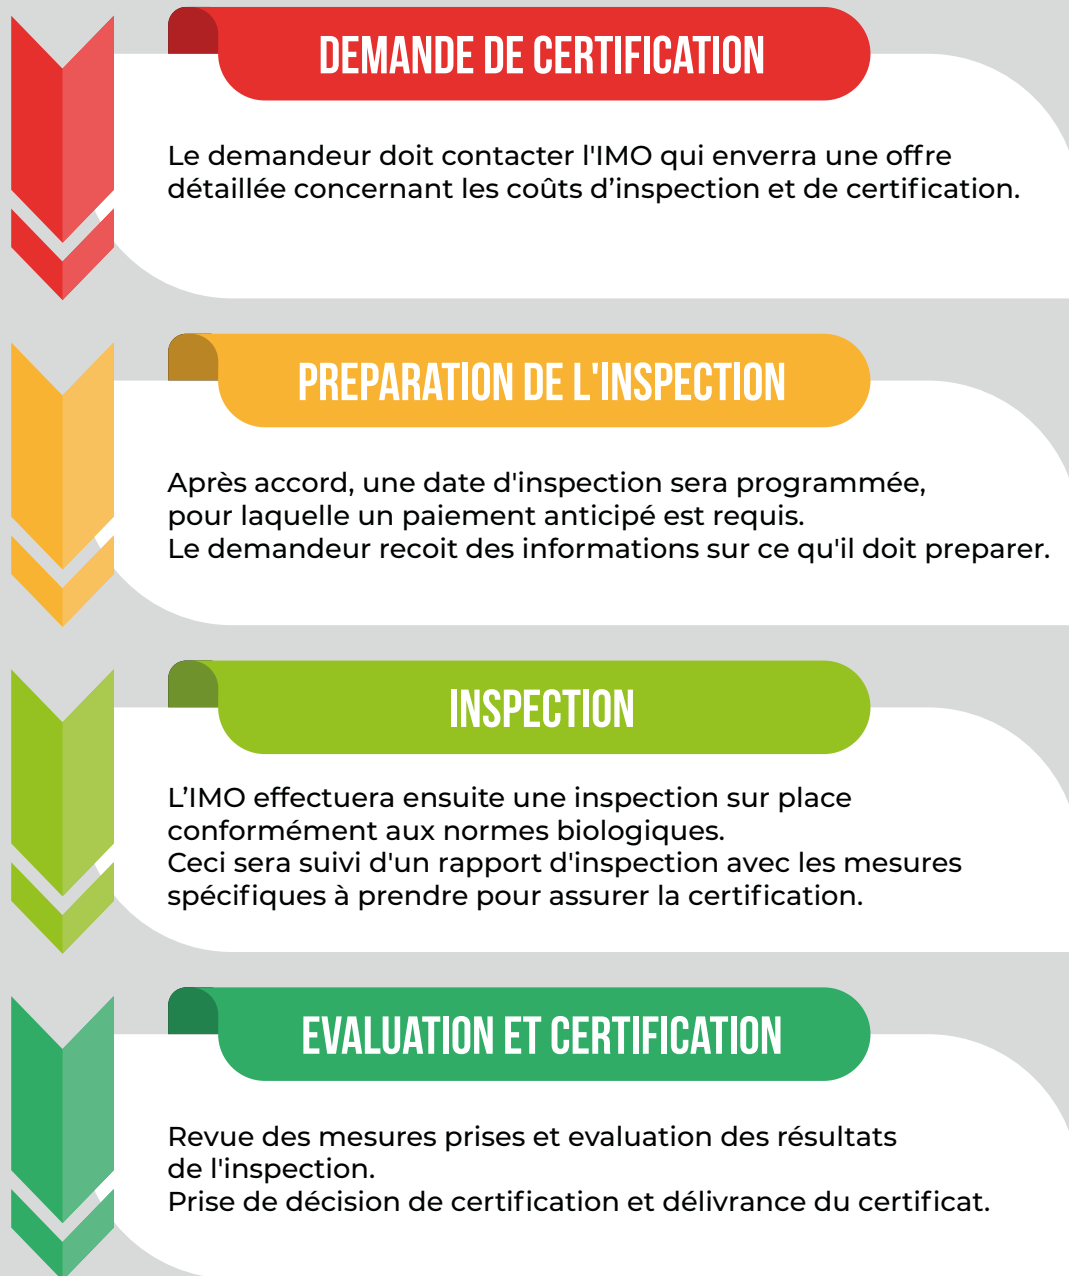 DEMANDE DE CERTIFICATION
Le demandeur doit contacter l'IMO qui enverra une offre
détaillée concernant les coûts d’inspection et de certification.
PREPARATION DE L'INSPECTION
Après accord, une date d'inspection sera programmée,
pour laquelle un paiement anticipé est requis.
Le demandeur recoit des informations sur ce qu'il doit preparer.
INSPECTION
L’IMO effectuera ensuite une inspection sur place
conformément aux normes biologiques.
Ceci sera suivi d'un rapport d'inspection avec les mesures
spécifiques à prendre pour assurer la certification.
EVALUATION ET CERTIFICATION
Revue des mesures prises et evaluation des résultats
de l'inspection.
Prise de décision de certification et délivrance du certificat.